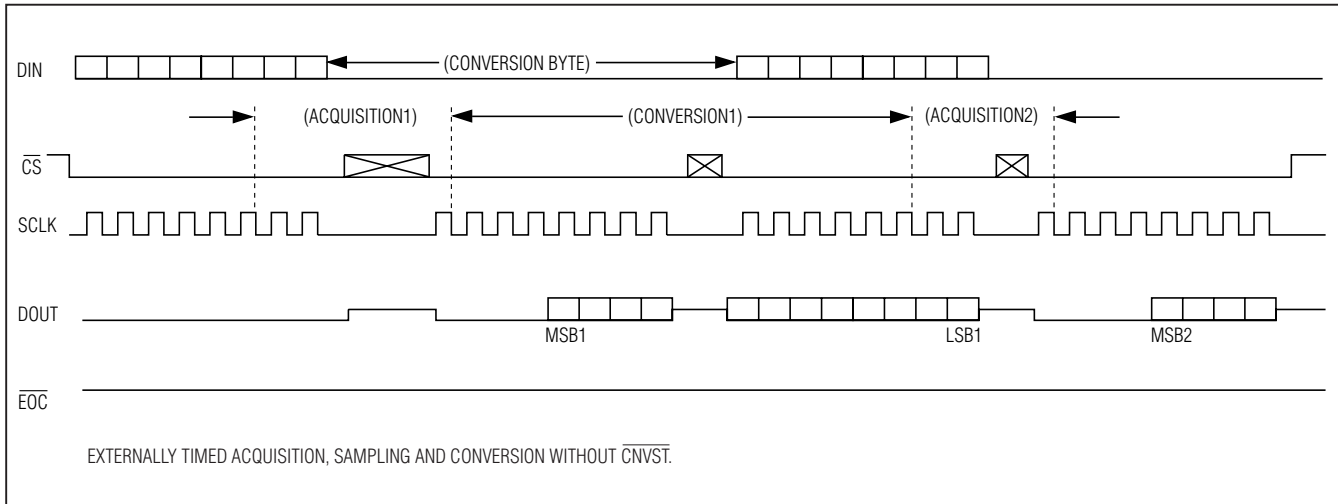 DIN
(CONVERSION BYTE)
(ACQUISITION1)
(CONVERSION1)
(ACQUISITION2)
CS
SCLK
DOUT
MSB1
LSB1
MSB2
EOC
EXTERNALLY TIMED ACQUISITION, SAMPLING AND CONVERSION WITHOUT CNVST.